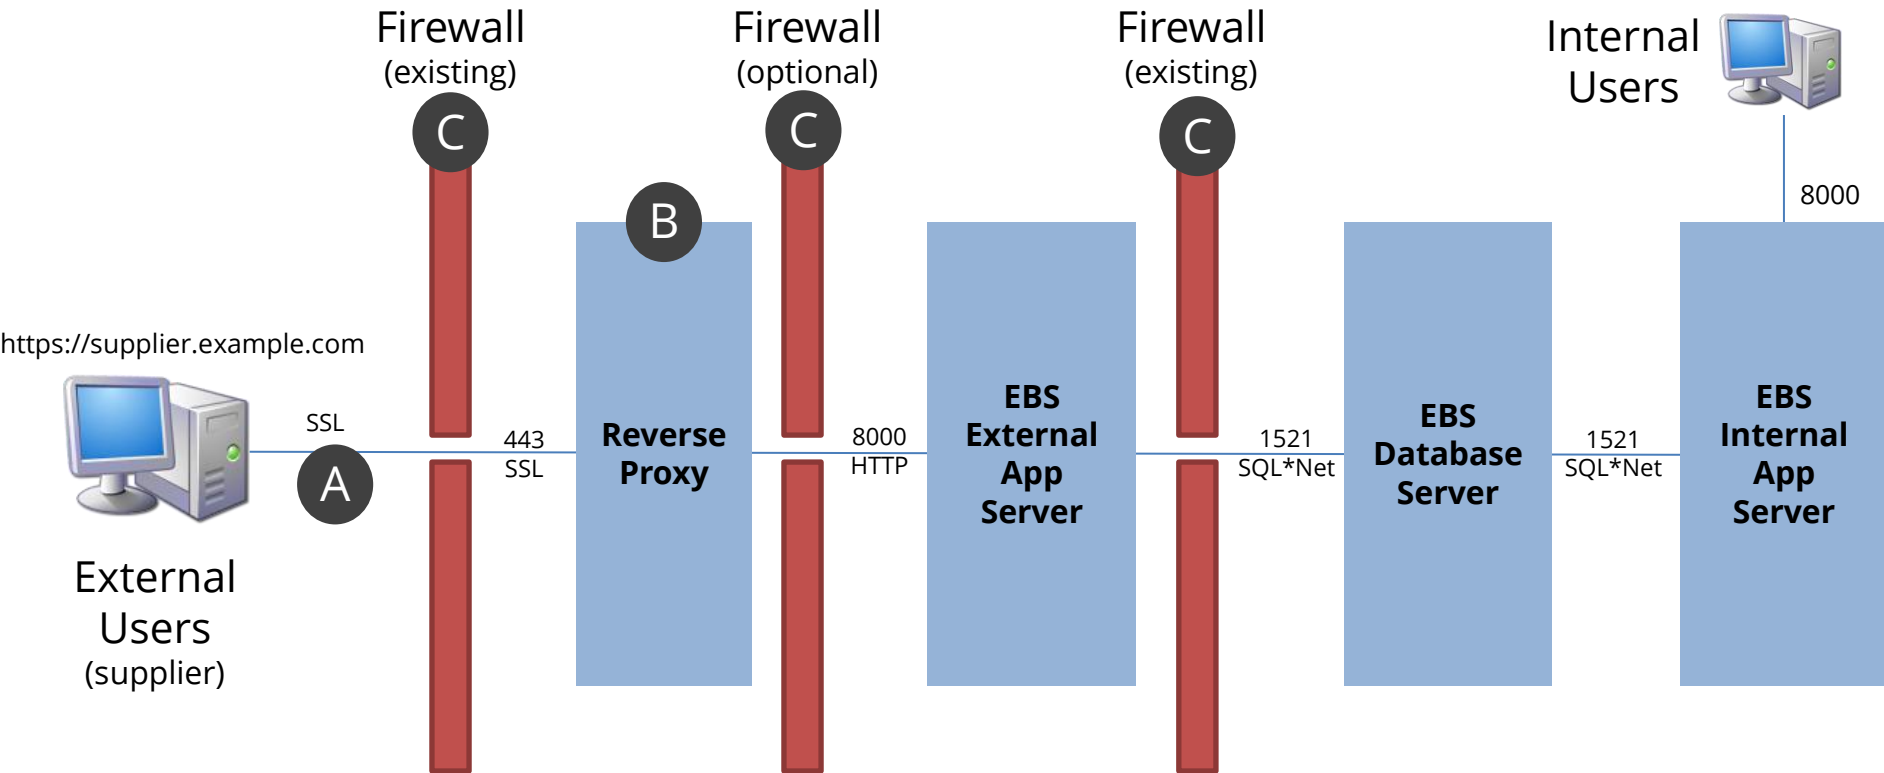 Firewall
(existing)
C
Firewall
(optional)
C
Firewall
(existing)
C
Internal
Users
8000
B
https://supplier.example.com
SSL
A
443
SSL
Reverse
Proxy
8000
HTTP
EBS
External
App
Server
1521
SQL*Net
EBS
Database
Server
1521
SQL*Net
EBS
Internal
App
Server
External
Users
(supplier)